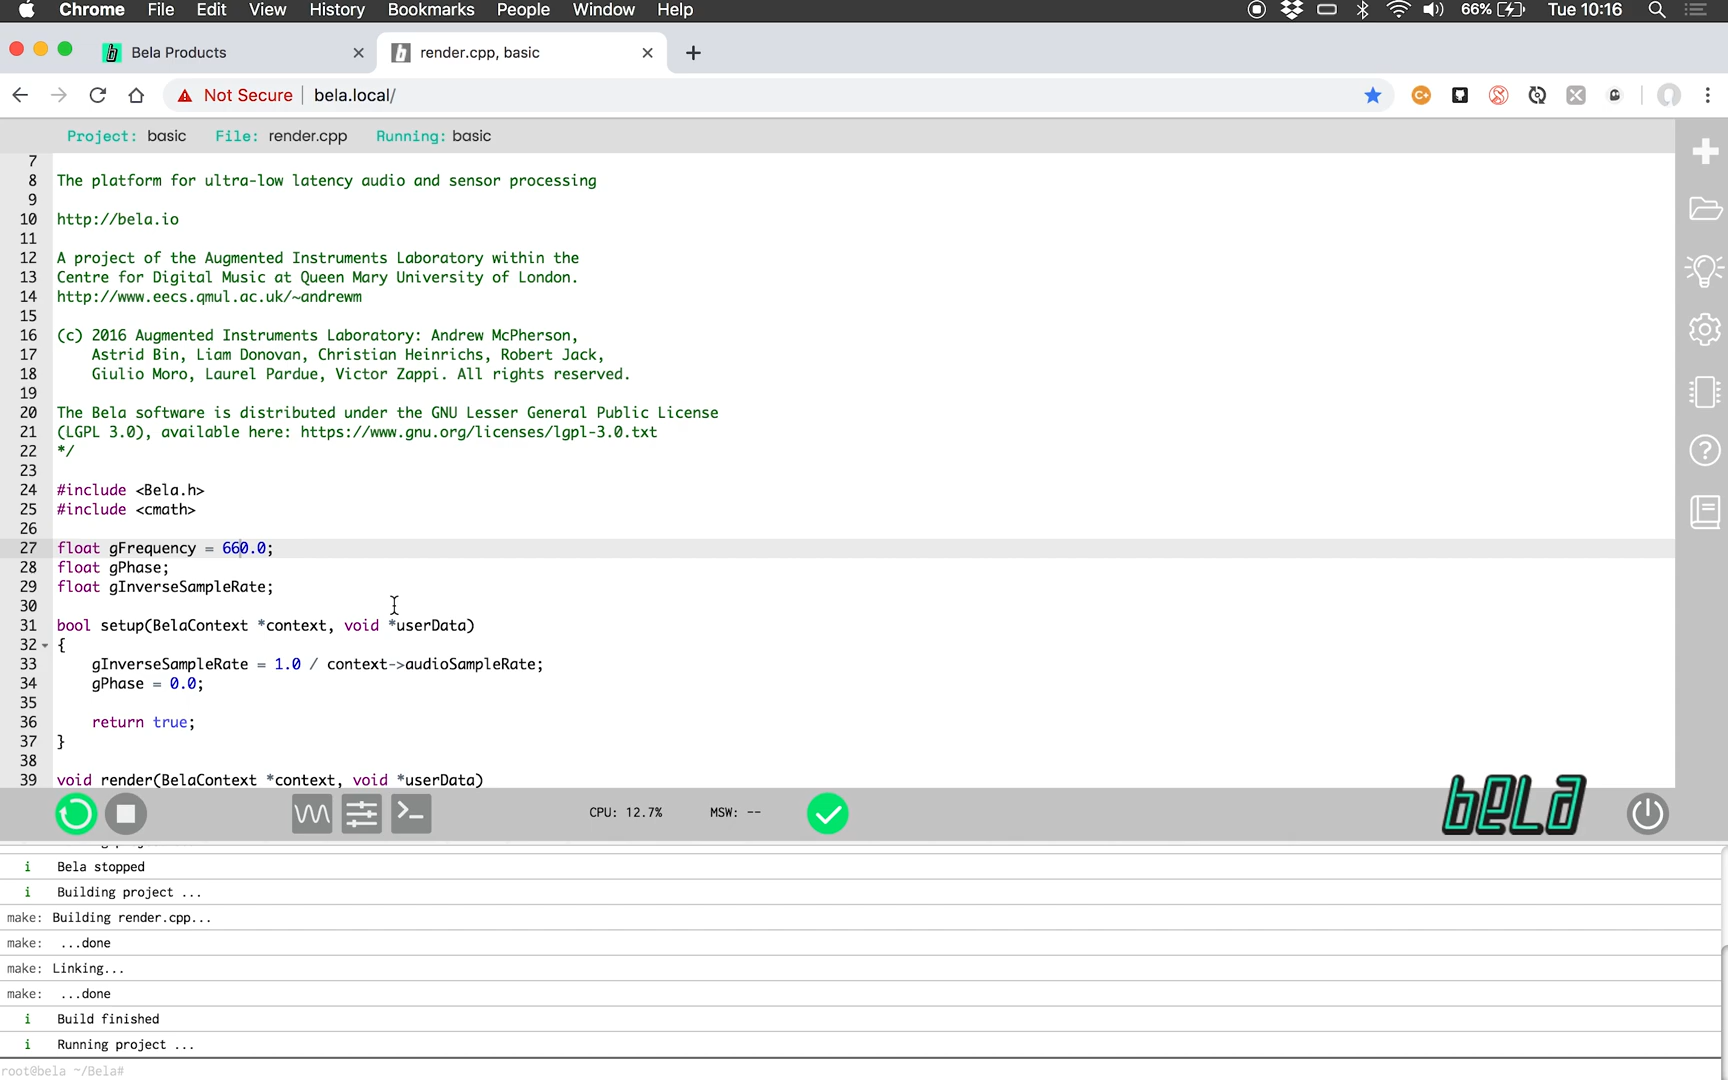 Chrome File Edit View History Bookmarks People Window Help 66% Tue 10:16
Bela Products render.cpp, basic
Not Secure bela.local/
Project: basic File: render.cpp Running: basic
7
8 The platform for ultra-low latency audio and sensor processing
9
10 http://bela.io
11
12 A project of the Augmented Instruments Laboratory within the
13 Centre for Digital Music at Queen Mary University of London.
14 http://www.eecs.qmul.ac.uk/~andrewm
15
16 (c) 2016 Augmented Instruments Laboratory: Andrew McPherson,
17 Astrid Bin, Liam Donovan, Christian Heinrichs, Robert Jack,
18 Giulio Moro, Laurel Pardue, Victor Zappi. All rights reserved.
19
20 The Bela software is distributed under the GNU Lesser General Public License
21 (LGPL 3.0), available here: https://www.gnu.org/licenses/lgpl-3.0.txt
22 */
23
24 #include <Bela.h>
25 #include <cmath>
26
27 float gFrequency = 660.0;
28 float gPhase;
29 float gInverseSampleRate;
30
31 bool setup(BelaContext *context, void *userData)
32 {
33 gInverseSampleRate = 1.0 / context->audioSampleRate;
34 gPhase = 0.0;
35
36 return true;
37 }
38
39 void render(BelaContext *context, void *userData)
CPU: 12.7% MSW: -- bela
i Bela stopped
i Building project ...
make: Building render.cpp...
make: ...done
make: Linking...
make: ...done
i Build finished
i Running project ...
root@bela ~/Bela#